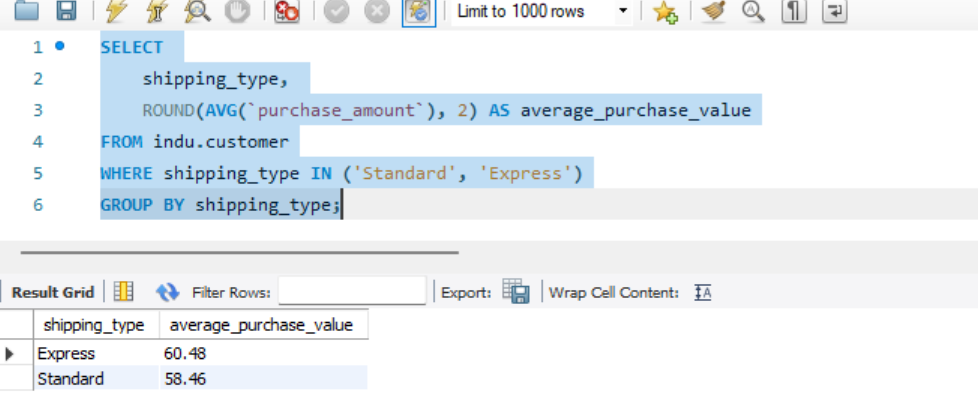 Limit to 1000 rows
1 SELECT
2 shipping_type,
3 ROUND(AVG(`purchase_amount`), 2) AS average_purchase_value
4 FROM indu.customer
5 WHERE shipping_type IN ('Standard', 'Express')
6 GROUP BY shipping_type;
Result Grid Filter Rows: Export: Wrap Cell Content: IA
shipping_type average_purchase_value
Express 60.48
Standard 58.46